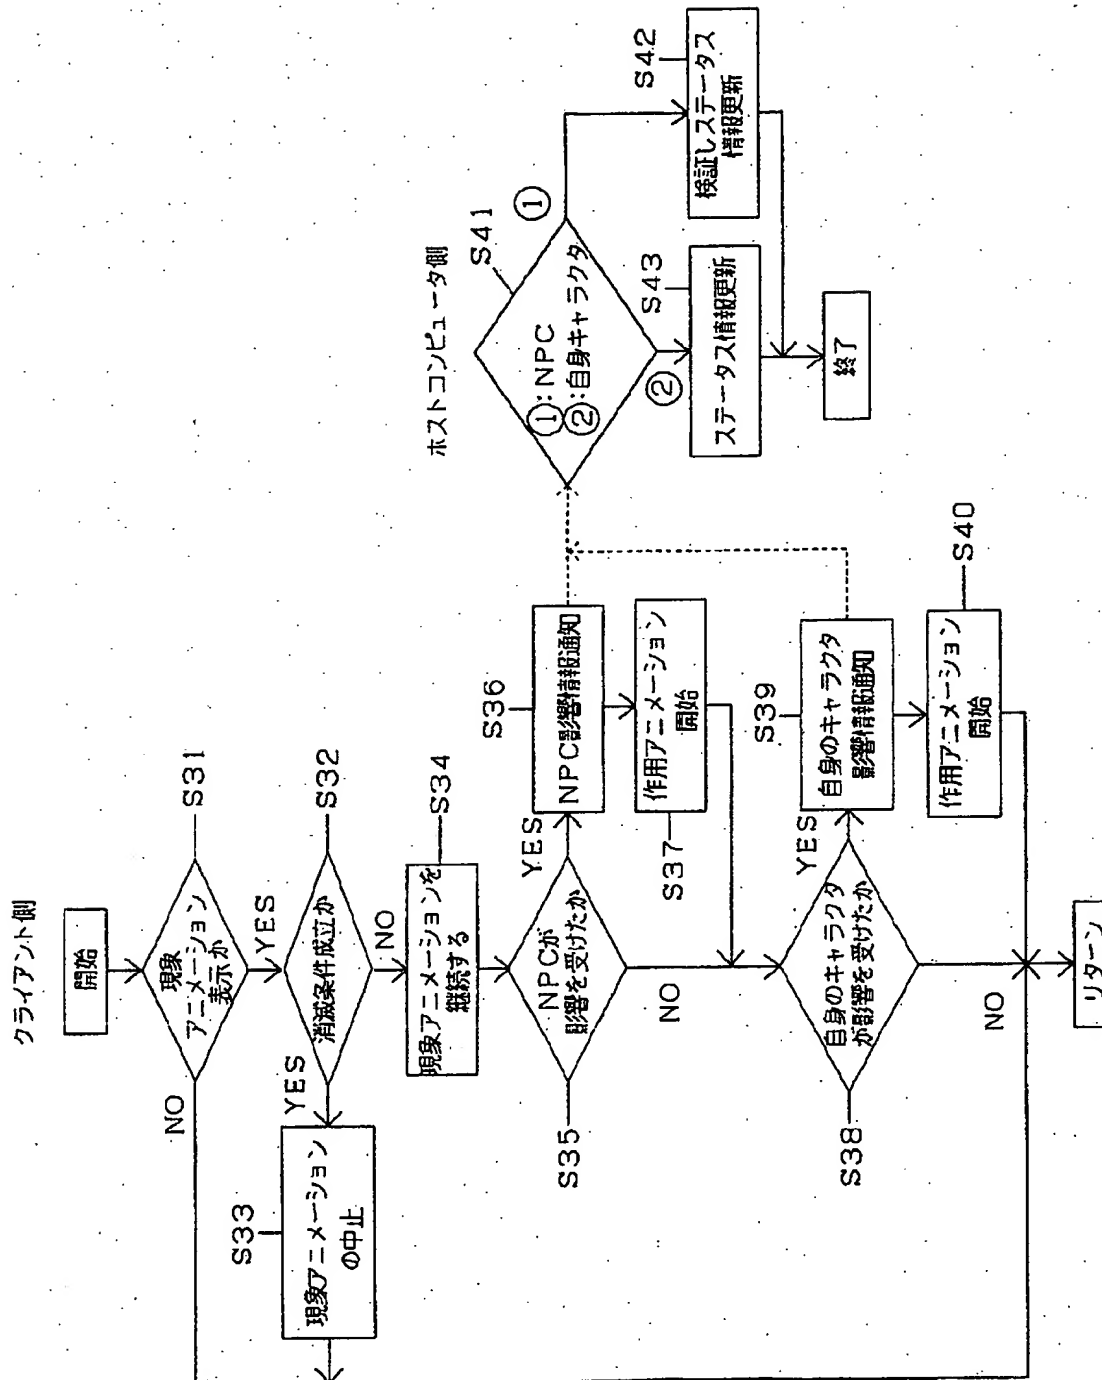 クライアント側
開始
現象
アニメーション
表示か
S31
YES
NO
消滅条件成立か
S32
YES
NO
S33
現象アニメーション
の中止
現象アニメーションを
継続する
S34
NPCが
影響を受けたか
S35
YES
NO
S36
NPC影響情報通知
作用アニメーション
開始
S37
自身のキャラクタ
が影響を受けたか
S38
YES
NO
S39
自身のキャラクタ
影響情報通知
作用アニメーション
開始
S40
リターン
ホストコンピュータ側
①:NPC
②:自身キャラクタ
S41
①
②
検証しステータス
情報更新
S42
ステータス情報更新
S43
終了